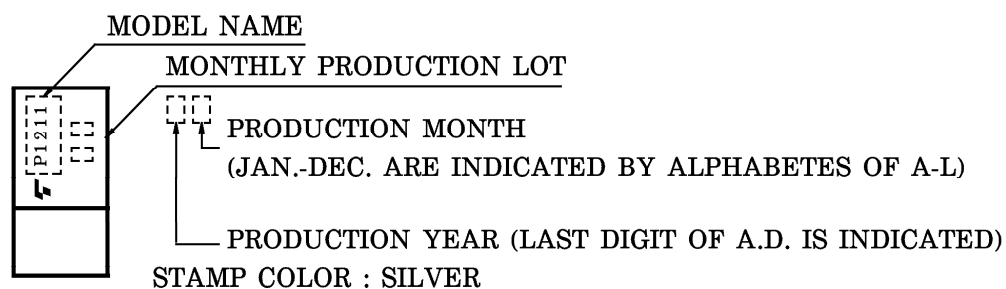 MODEL NAME
MONTHLY PRODUCTION LOT
P1211
PRODUCTION MONTH
(JAN.-DEC. ARE INDICATED BY ALPHABETES OF A-L)
PRODUCTION YEAR (LAST DIGIT OF A.D. IS INDICATED)
STAMP COLOR : SILVER